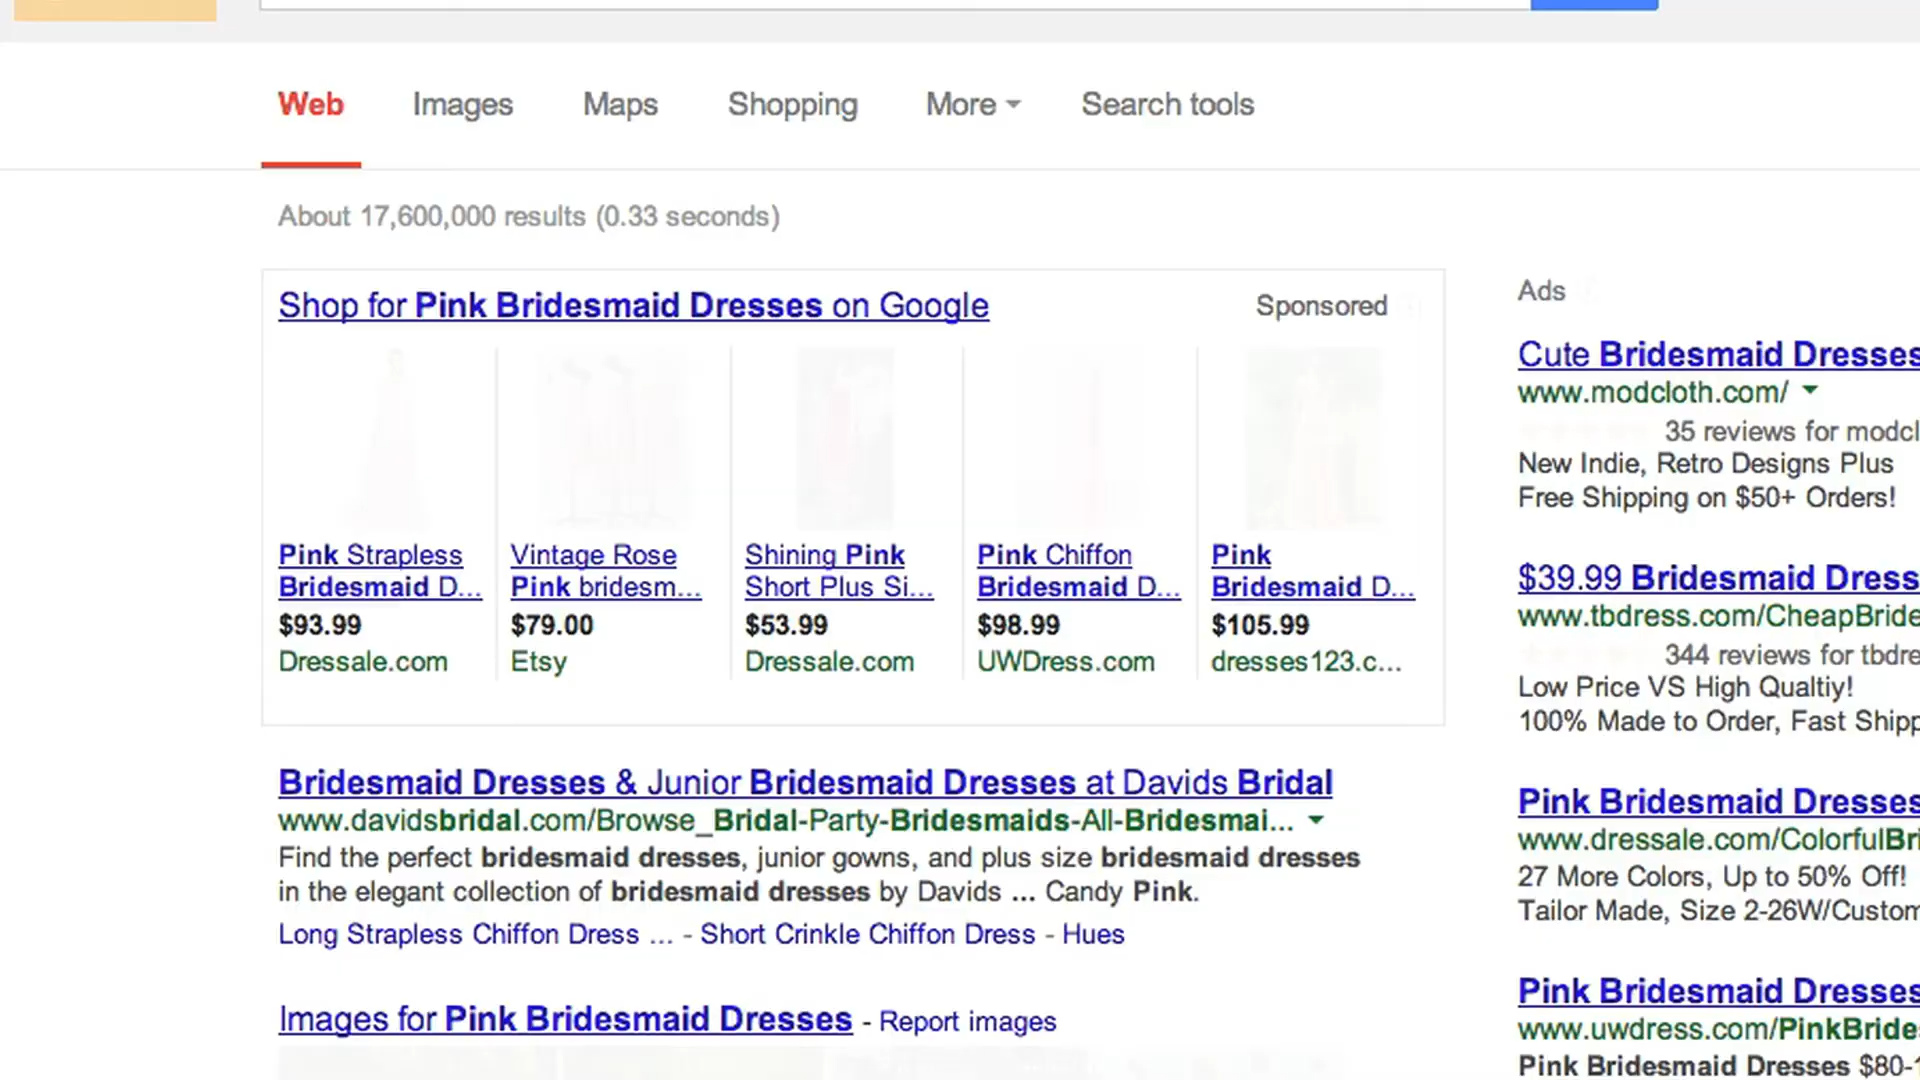 Web Images Maps Shopping More Search tools
About 17,600,000 results (0.33 seconds)
Shop for Pink Bridesmaid Dresses on Google
Sponsored
Pink Strapless
Bridesmaid D...
$93.99
Dressale.com
Vintage Rose
Pink bridesm...
$79.00
Etsy
Shining Pink
Short Plus Si...
$53.99
Dressale.com
Pink Chiffon
Bridesmaid D...
$98.99
UWDress.com
Pink
Bridesmaid D...
$105.99
dresses123.c...
Bridesmaid Dresses & Junior Bridesmaid Dresses at Davids Bridal
www.davidsbridal.com/Browse_Bridal-Party-Bridesmaids-All-Bridesmai...
Find the perfect bridesmaid dresses, junior gowns, and plus size bridesmaid dresses
in the elegant collection of bridesmaid dresses by Davids ... Candy Pink.
Long Strapless Chiffon Dress ... - Short Crinkle Chiffon Dress - Hues
Images for Pink Bridesmaid Dresses - Report images
Ads
Cute Bridesmaid Dresses
www.modcloth.com/
35 reviews for modcl
New Indie, Retro Designs Plus
Free Shipping on $50+ Orders!
$39.99 Bridesmaid Dress
www.tbdress.com/CheapBride
344 reviews for tbdre
Low Price VS High Qualtiy!
100% Made to Order, Fast Shipp
Pink Bridesmaid Dresses
www.dressale.com/ColorfulBri
27 More Colors, Up to 50% Off!
Tailor Made, Size 2-26W/Custom
Pink Bridesmaid Dresses
www.uwdress.com/PinkBrides
Pink Bridesmaid Dresses $80-1